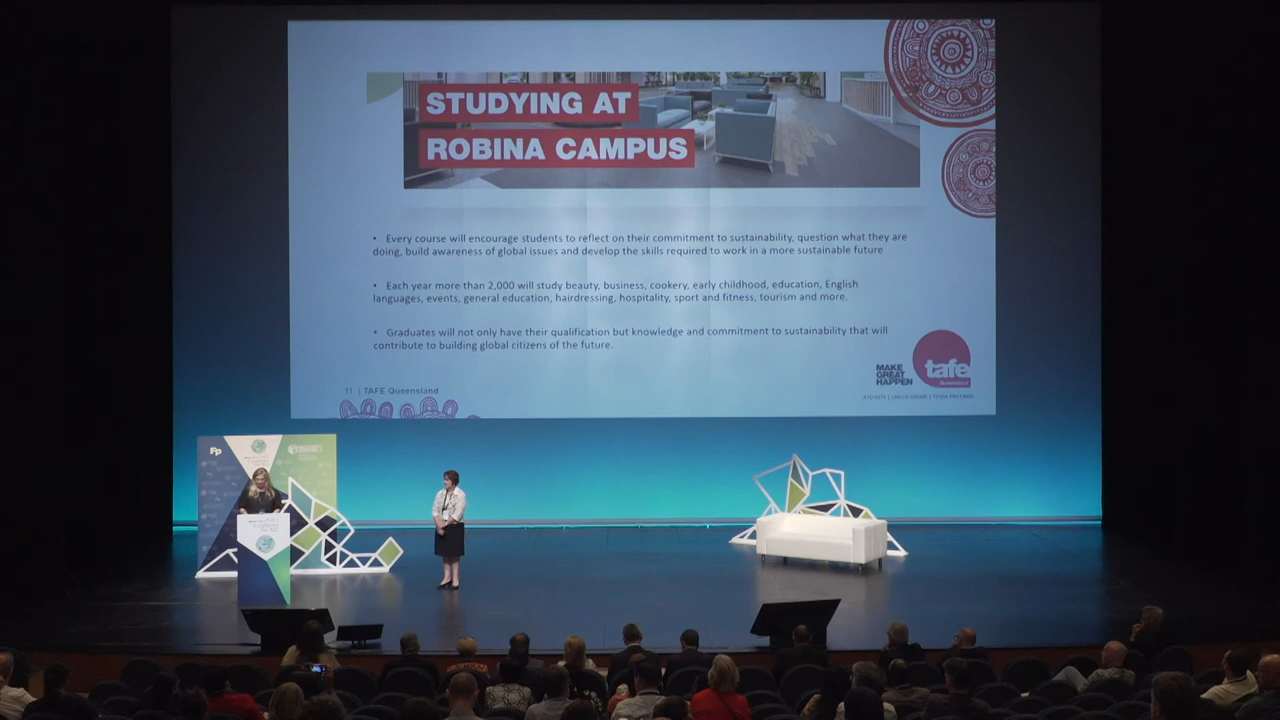 STUDYING AT
ROBINA CAMPUS
• Every course will encourage students to reflect on their commitment to sustainability, question what they are
doing, build awareness of global issues and develop the skills required to work in a more sustainable future
• Each year more than 2,000 will study beauty, business, cookery, early childhood, education, English
languages, events, general education, hairdressing, hospitality, sport and fitness, tourism and more.
• Graduates will not only have their qualification but knowledge and commitment to sustainability that will
contribute to building global citizens of the future.
MAKE
GREAT
HAPPEN
tafe
Queensland
11 | TAFE Queensland